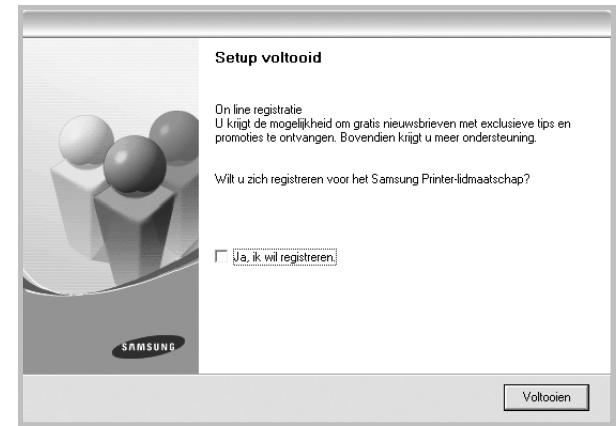 Setup voltooid
On line registratie
U krijgt de mogelijkheid om gratis nieuwsbrieven met exclusieve tips en
promoties te ontvangen. Bovendien krijgt u meer ondersteuning.
Wilt u zich registreren voor het Samsung Printer-lidmaatschap?
Ja, ik wil registreren.
SAMSUNG
Voltooien